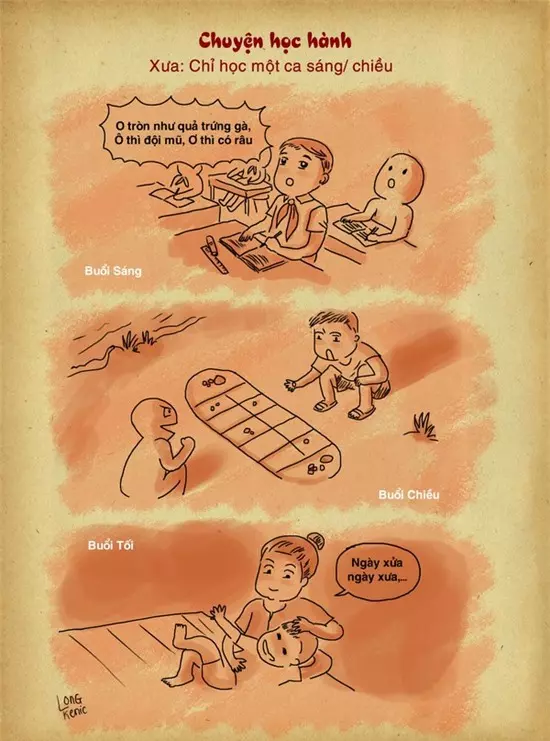 Chuyện học hành
Xưa: Chỉ học một ca sáng/ chiều
O tròn như quả trứng gà,
Ô thì đội mũ, Ơ thì có râu
Buổi Sáng
Buổi Chiều
Buổi Tối
Ngày xửa
ngày xưa,...
LONG
Kenic